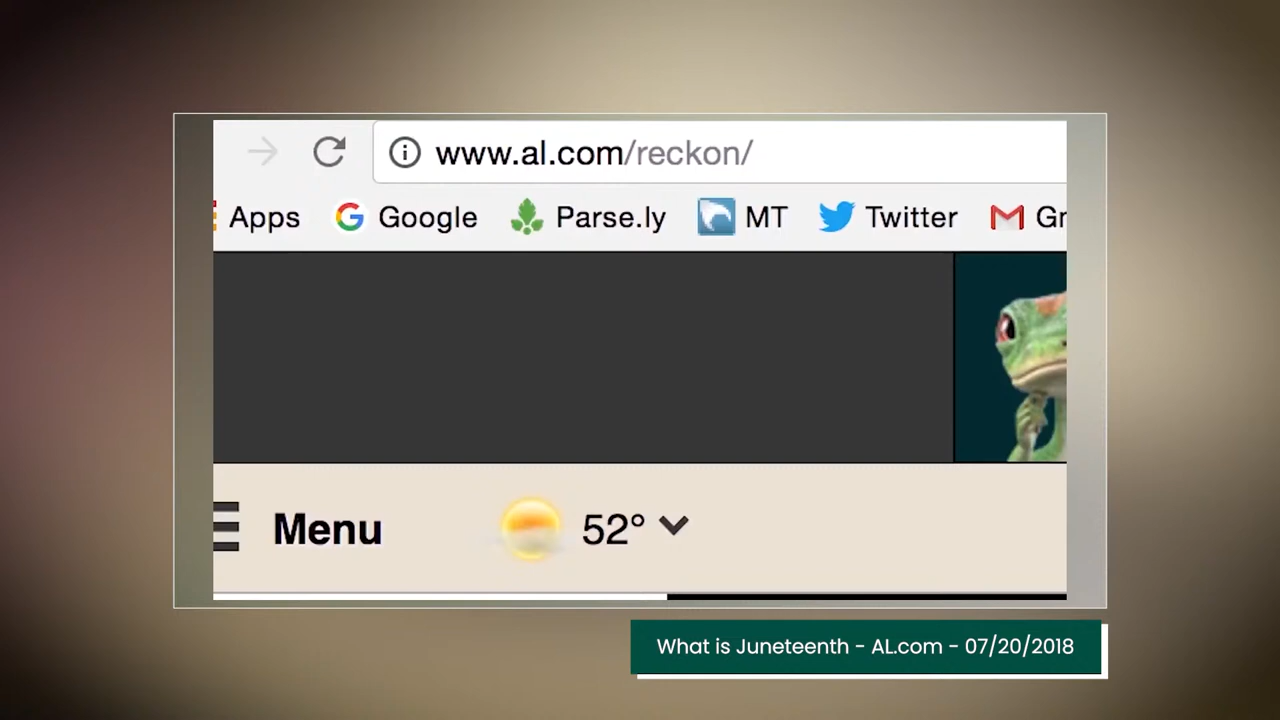 www.al.com/reckon/
Apps Google Parse.ly MT Twitter
Menu 52°
What is Juneteenth - AL.com - 07/20/2018